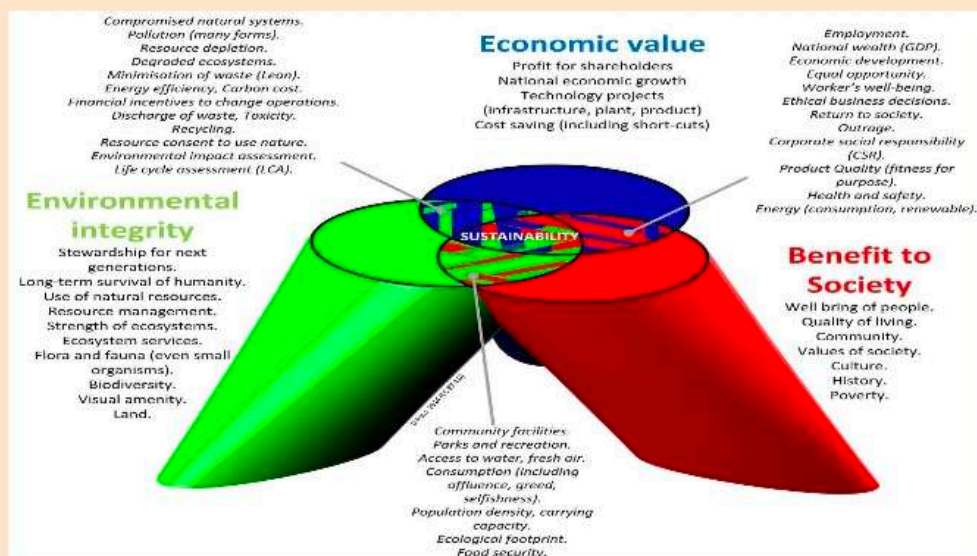 Compromised natural systems.
Pollution (many forms).
Resource depletion.
Degraded ecosystems.
Minimisation of waste (Lean).
Energy efficiency, Carbon cost.
Financial incentives to change operations.
Discharge of waste, Toxicity.
Recycling.
Resource consent to use nature.
Environmental impact assessment.
Life cycle assessment (LCA).
Economic value
Profit for shareholders
National economic growth
Technology projects
(infrastructure, plant, product)
Cost saving (including short-cuts)
Employment.
National wealth (GDP).
Economic development.
Equal opportunity.
Worker's well-being.
Ethical business decisions.
Return to society.
Outrage.
Corporate social responsibility
(CSR).
Product Quality (fitness for
purpose).
Health and safety.
Energy (consumption, renewable).
Environmental
integrity
Stewardship for next
generations.
Long-term survival of humanity.
Use of natural resources.
Resource management.
Strength of ecosystems.
Ecosystem services.
Flora and fauna (even small
organisms).
Biodiversity.
Visual amenity.
Land.
SUSTAINABILITY
Benefit to
Society
Well bring of people.
Quality of living.
Community.
Values of society.
Culture.
History.
Poverty.
Community facilities.
Parks and recreation.
Access to water, fresh air.
Consumption (including
affluence, greed,
selfishness).
Population density, carrying
capacity.
Ecological footprint.
Food security.